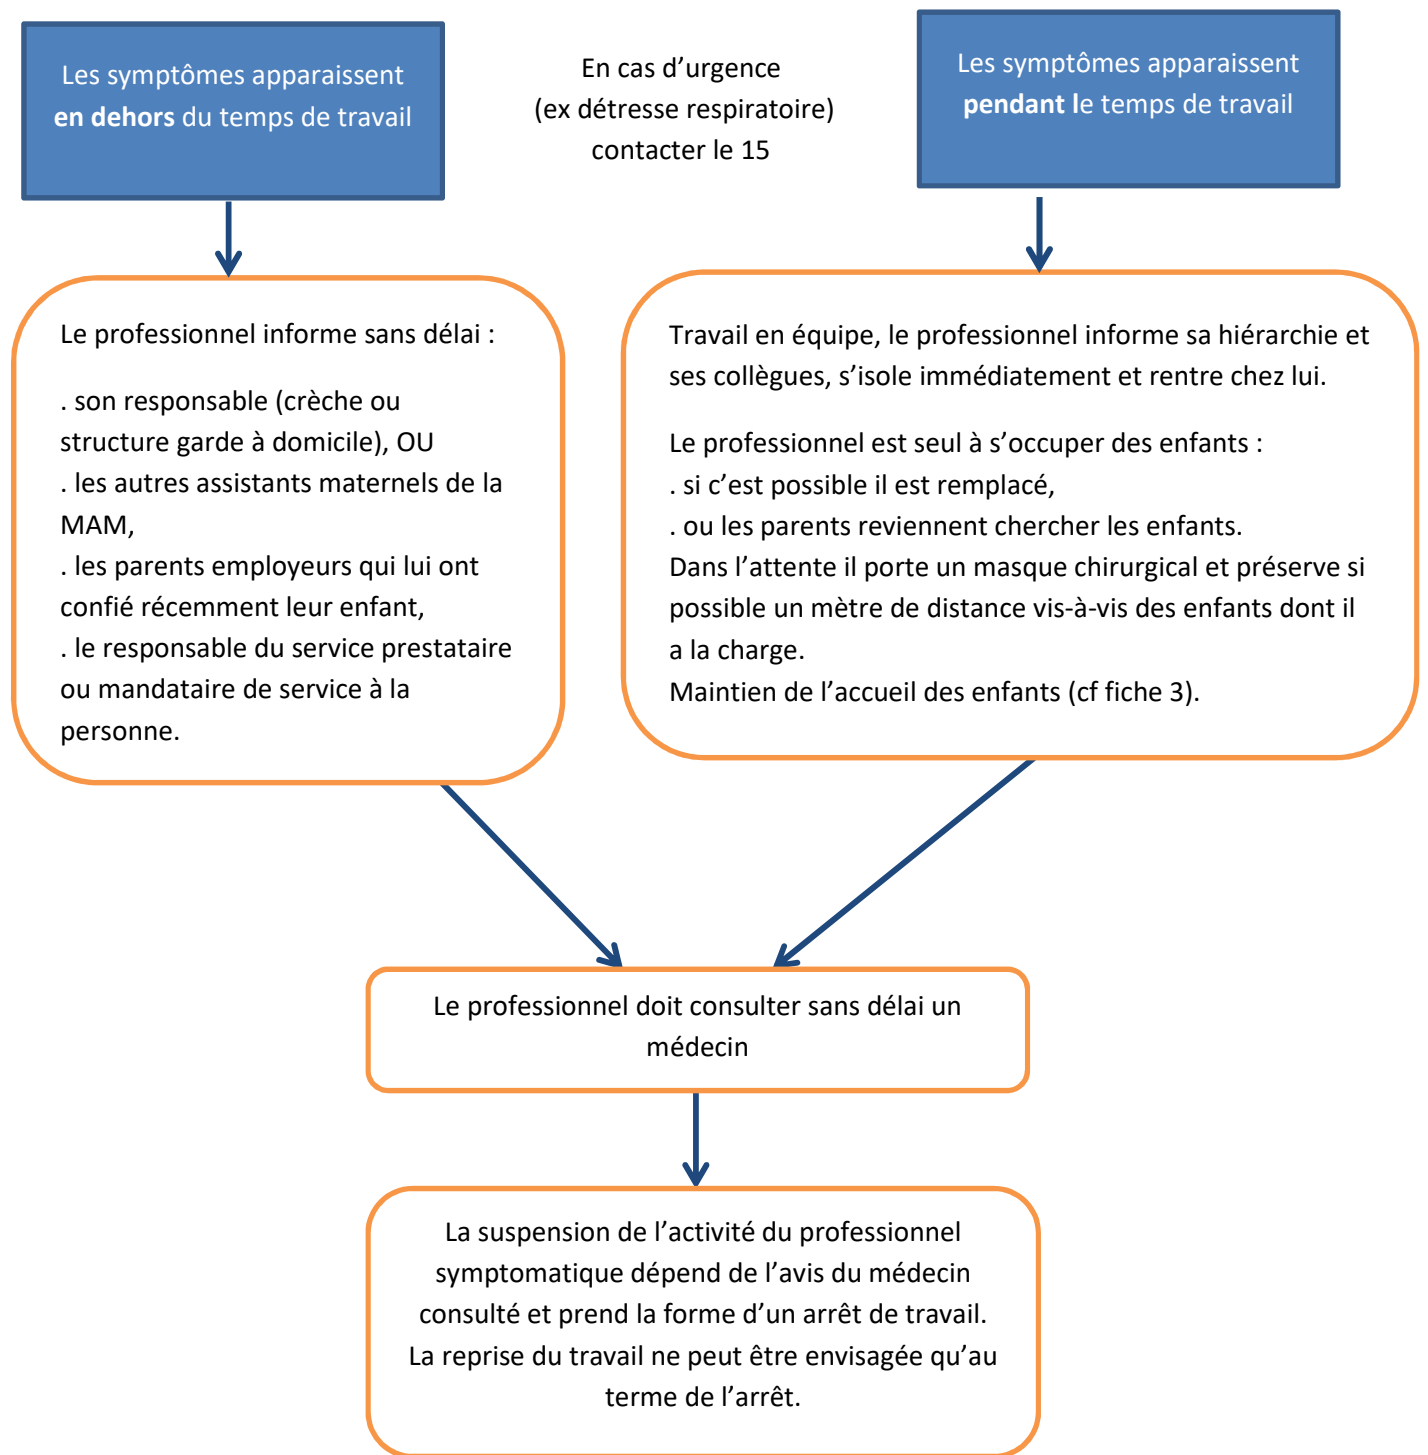 Les symptômes apparaissent
en dehors du temps de travail
En cas d’urgence
(ex détresse respiratoire)
contacter le 15
Les symptômes apparaissent
pendant le temps de travail
Le professionnel informe sans délai :
. son responsable (crèche ou
structure garde à domicile), OU
. les autres assistants maternels de la
MAM,
. les parents employeurs qui lui ont
confié récemment leur enfant,
. le responsable du service prestataire
ou mandataire de service à la
personne.
Travail en équipe, le professionnel informe sa hiérarchie et
ses collègues, s’isole immédiatement et rentre chez lui.
Le professionnel est seul à s’occuper des enfants :
. si c’est possible il est remplacé,
. ou les parents reviennent chercher les enfants.
Dans l’attente il porte un masque chirurgical et préserve si
possible un mètre de distance vis-à-vis des enfants dont il
a la charge.
Maintien de l’accueil des enfants (cf fiche 3).
Le professionnel doit consulter sans délai un
médecin
La suspension de l’activité du professionnel
symptomatique dépend de l’avis du médecin
consulté et prend la forme d’un arrêt de travail.
La reprise du travail ne peut être envisagée qu’au
terme de l’arrêt.